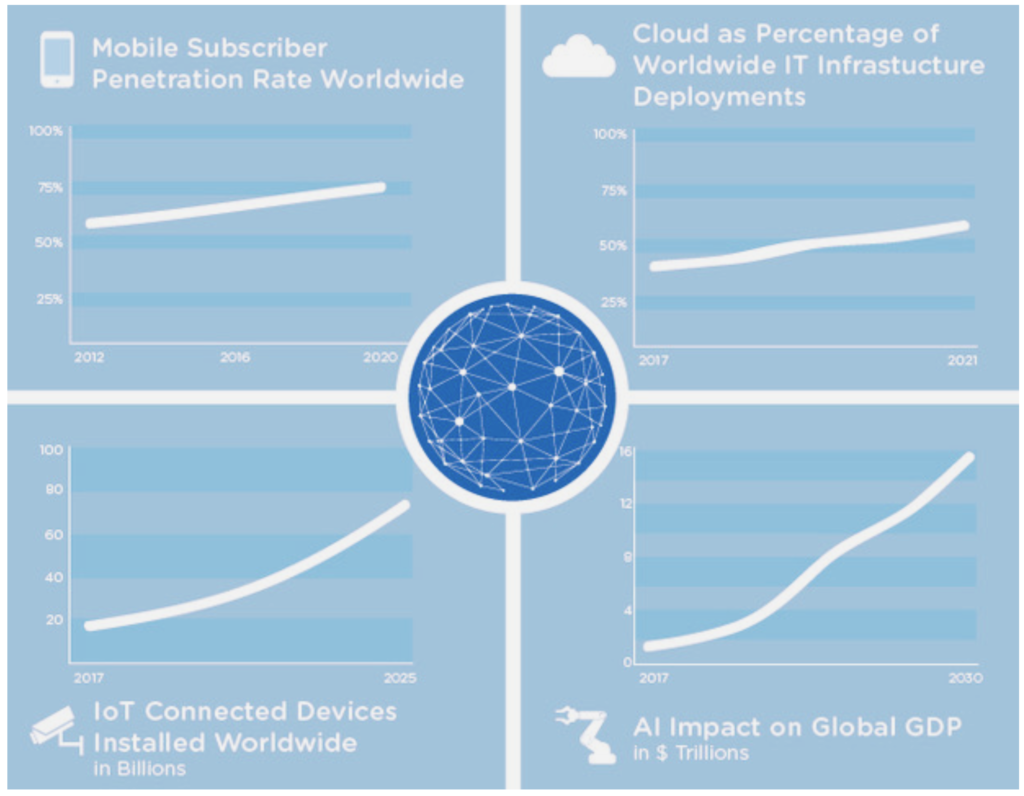 Mobile Subscriber
Penetration Rate Worldwide
100%
75%
50%
25%
2012 2016 2020
Cloud as Percentage of
Worldwide IT Infrastucture
Deployments
100%
75%
50%
25%
2017 2021
100
80
60
40
20
2017 2025
IoT Connected Devices
Installed Worldwide
in Billions
16
12
8
4
0
2017 2030
AI Impact on Global GDP
in $ Trillions